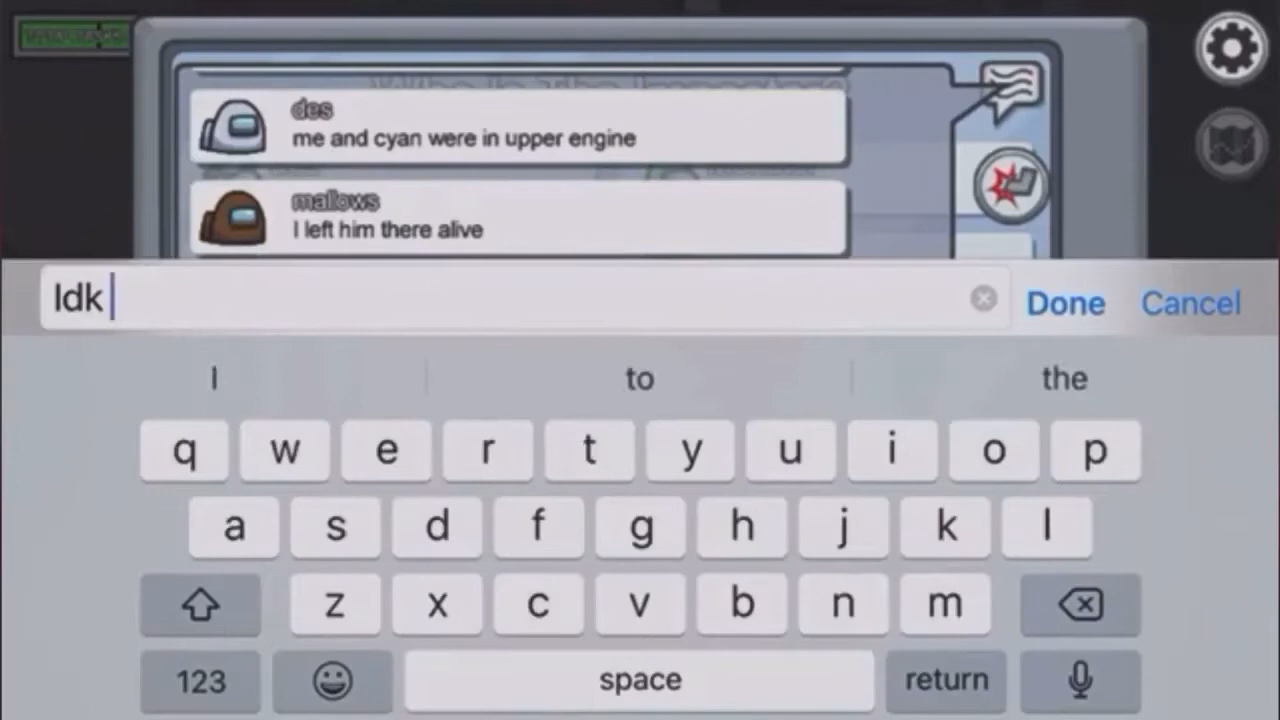 des
me and cyan were in upper engine
mallows
I left him there alive
Idk
Done
Cancel
I
to
the
q w e r t y u i o p
a s d f g h j k l
z x c v b n m
123
space
return